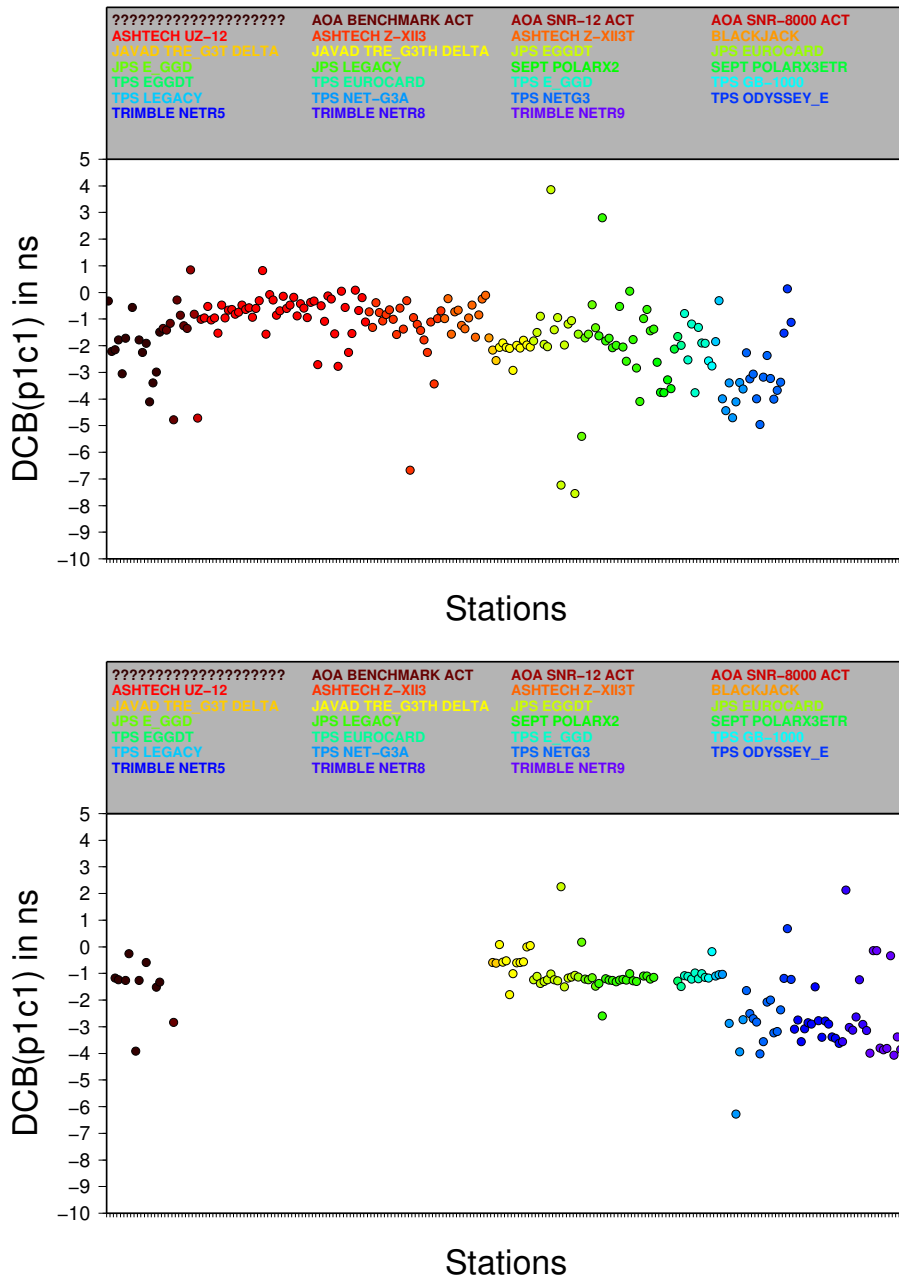 ???????????????????? AOA BENCHMARK ACT AOA SNR−12 ACT AOA SNR−8000 ACT
ASHTECH UZ−12 ASHTECH Z−XII3 ASHTECH Z−XII3T BLACKJACK
JAVAD TRE_G3T DELTA JAVAD TRE_G3TH DELTA JPS EGGDT JPS EUROCARD
JPS E_GGD JPS LEGACY SEPT POLARX2 SEPT POLARX3ETR
TPS EGGDT TPS EUROCARD TPS E_GGD TPS GB−1000
TPS LEGACY TPS NET−G3A TPS NETG3 TPS ODYSSEY_E
TRIMBLE NETR5 TRIMBLE NETR8 TRIMBLE NETR9
5
4
3
2
1
0
−1
−2
−3
−4
−5
−6
−7
−8
−9
−10
DCB(p1c1) in ns
Stations
???????????????????? AOA BENCHMARK ACT AOA SNR−12 ACT AOA SNR−8000 ACT
ASHTECH UZ−12 ASHTECH Z−XII3 ASHTECH Z−XII3T BLACKJACK
JAVAD TRE_G3T DELTA JAVAD TRE_G3TH DELTA JPS EGGDT JPS EUROCARD
JPS E_GGD JPS LEGACY SEPT POLARX2 SEPT POLARX3ETR
TPS EGGDT TPS EUROCARD TPS E_GGD TPS GB−1000
TPS LEGACY TPS NET−G3A TPS NETG3 TPS ODYSSEY_E
TRIMBLE NETR5 TRIMBLE NETR8 TRIMBLE NETR9
5
4
3
2
1
0
−1
−2
−3
−4
−5
−6
−7
−8
−9
−10
DCB(p1c1) in ns
Stations